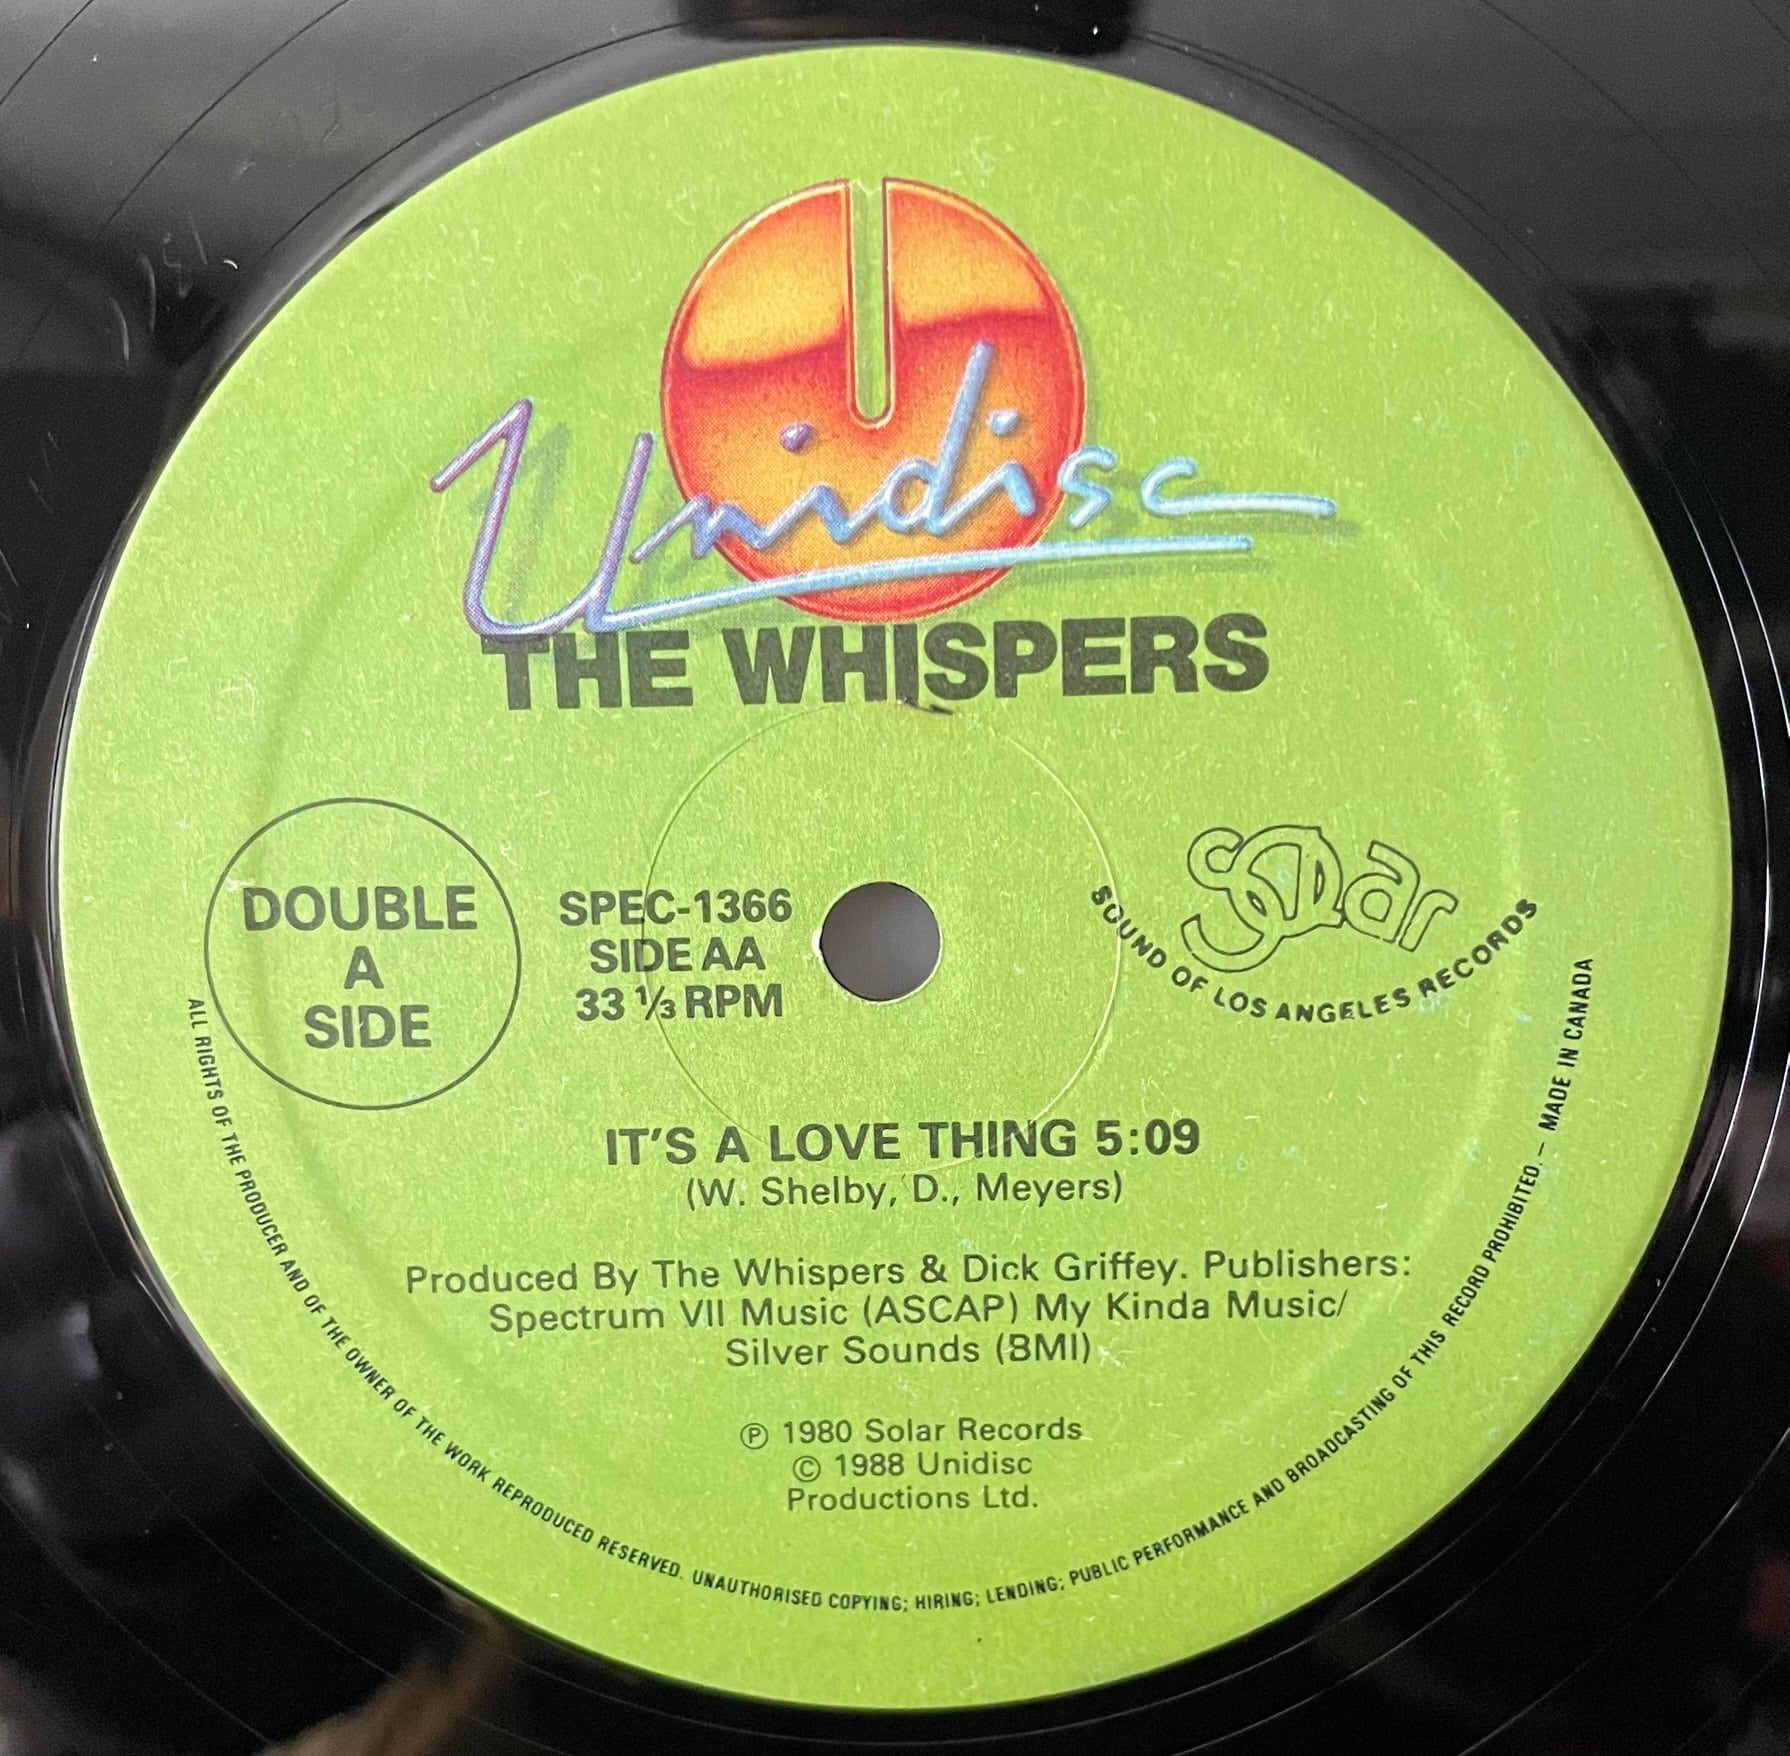 Unidisc
THE WHISPERS
DOUBLE
A
SIDE
SPEC-1366
SIDE AA
33 ⅓ RPM
Solar
SOUND OF LOS ANGELES RECORDS
IT'S A LOVE THING 5:09
(W. Shelby, D., Meyers)
Produced By The Whispers & Dick Griffey. Publishers:
Spectrum VII Music (ASCAP) My Kinda Music/
Silver Sounds (BMI)
℗ 1980 Solar Records
© 1988 Unidisc
Productions Ltd.
ALL RIGHTS OF THE PRODUCER AND OF THE OWNER OF THE WORK REPRODUCED RESERVED. UNAUTHORISED COPYING; HIRING; LENDING; PUBLIC PERFORMANCE AND BROADCASTING OF THIS RECORD PROHIBITED. – MADE IN CANADA